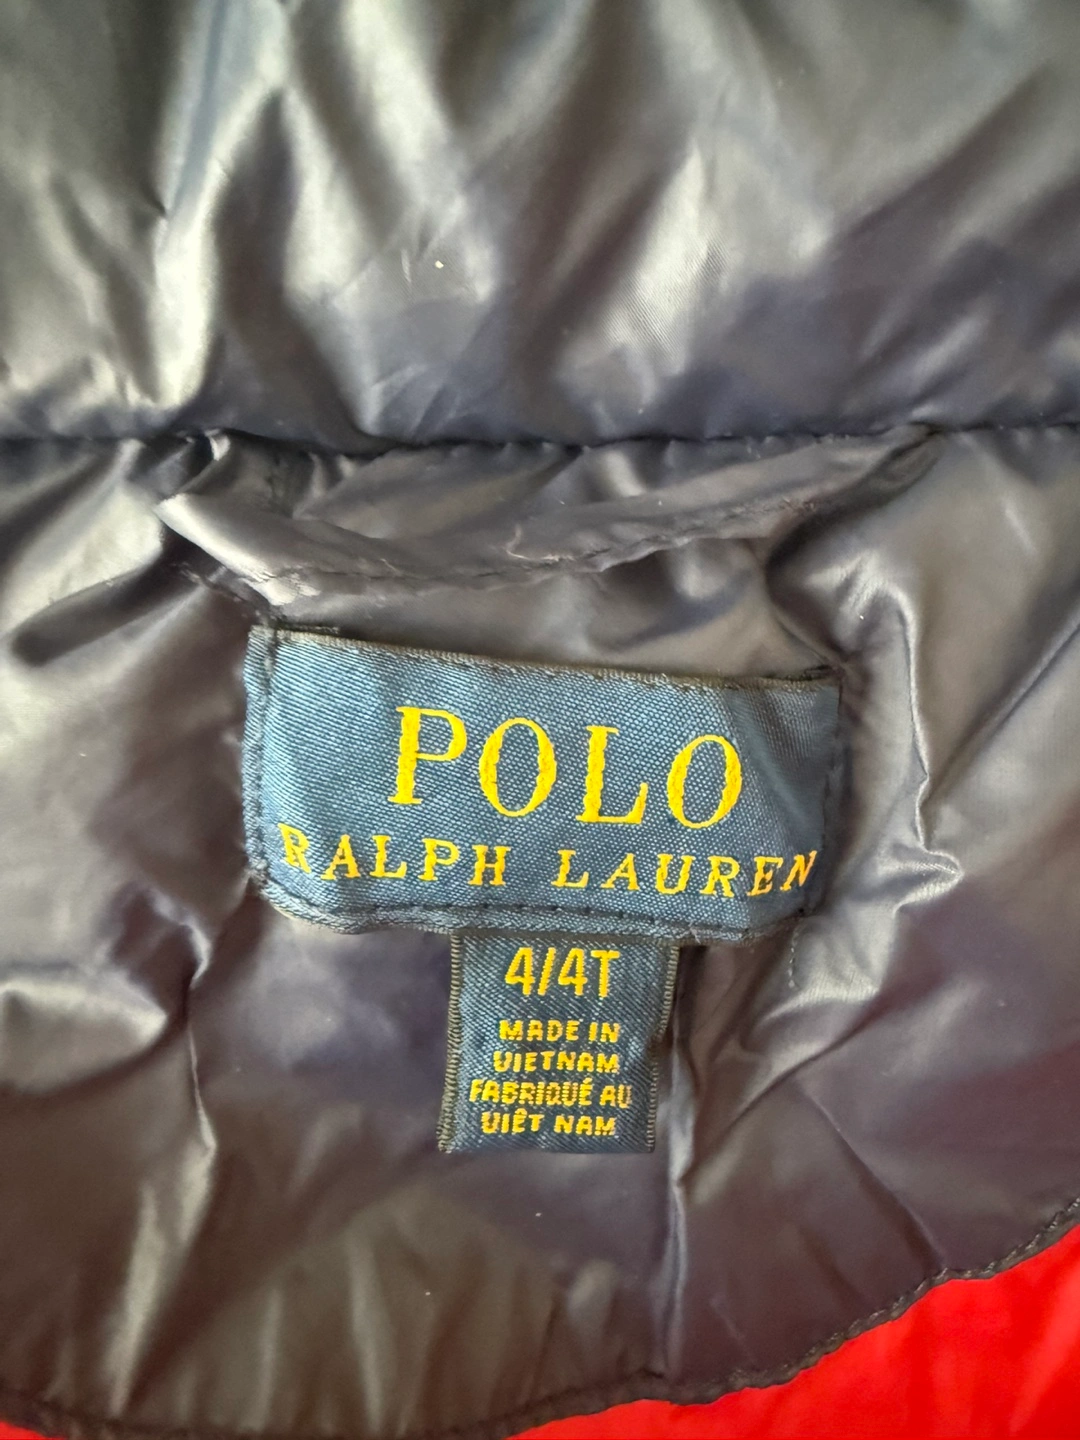 POLO
RALPH LAUREN
4/4T
MADE IN
VIETNAM
FABRIQUÉ AU
VIÊT NAM